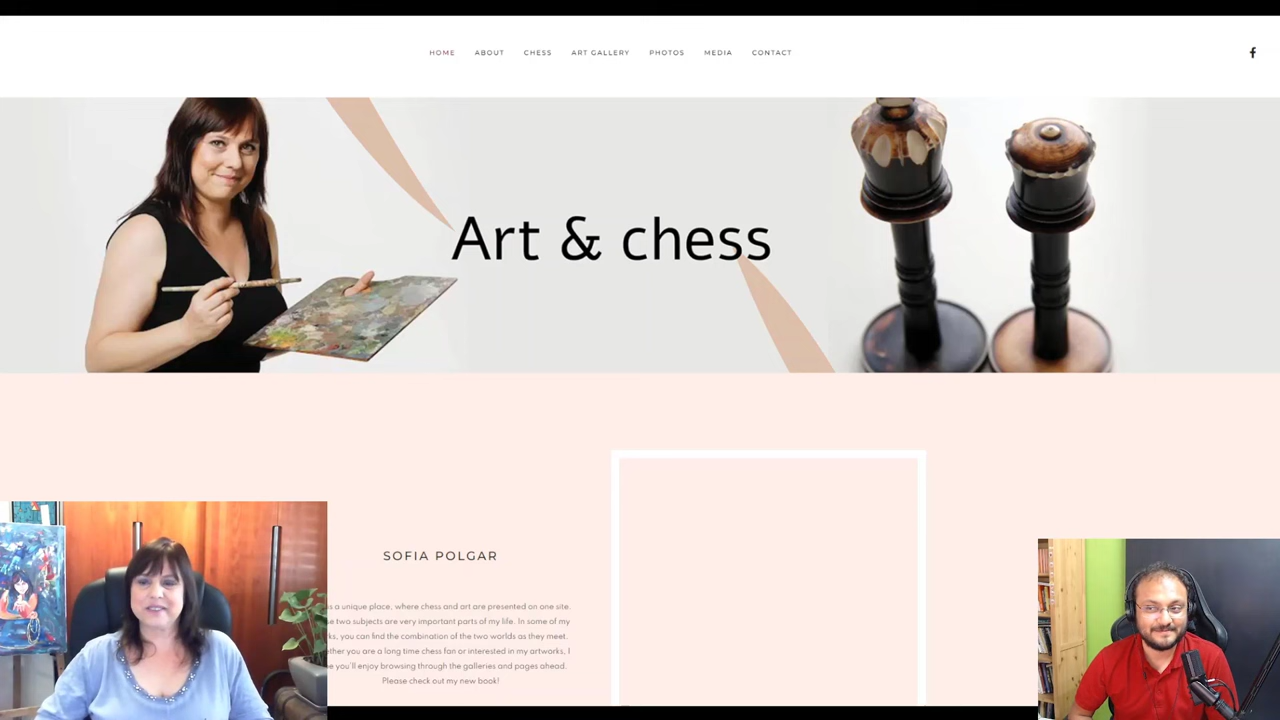 HOME ABOUT CHESS ART GALLERY PHOTOS MEDIA CONTACT
Art & chess
SOFIA POLGAR
is a unique place, where chess and art are presented on one site.
two subjects are very important parts of my life. In some of my
you can find the combination of the two worlds as they meet.
you are a long time chess fan or interested in my artworks, I
you'll enjoy browsing through the galleries and pages ahead.
Please check out my new book!